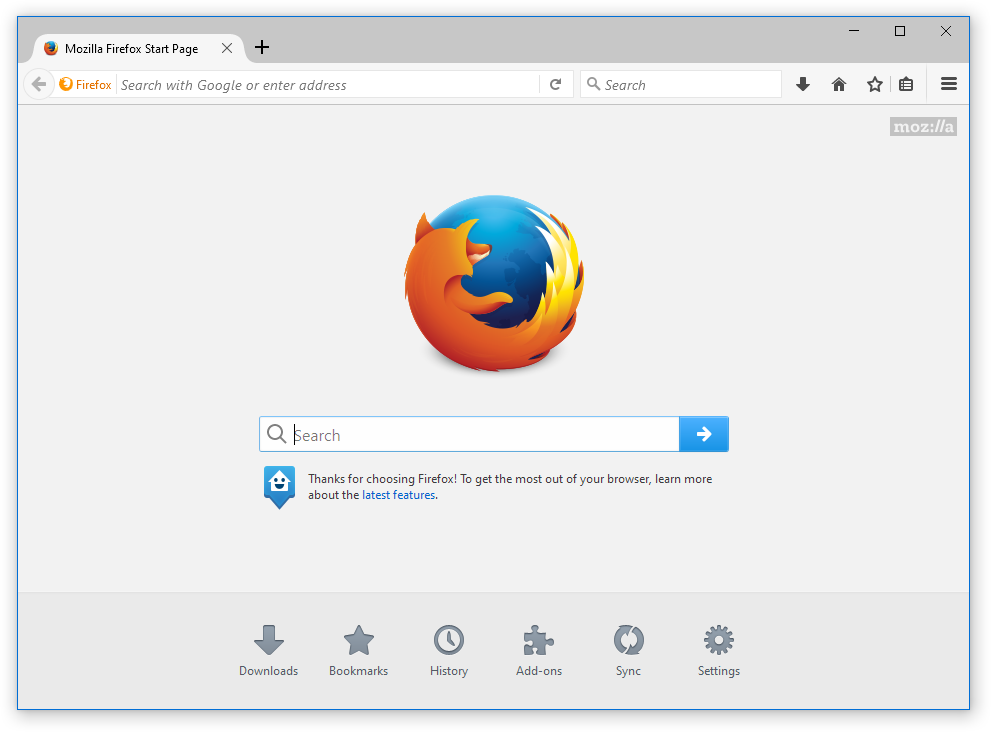 Mozilla Firefox Start Page
Firefox Search with Google or enter address
Search
moz://a
Search
Thanks for choosing Firefox! To get the most out of your browser, learn more
about the latest features.
Downloads Bookmarks History Add-ons Sync Settings